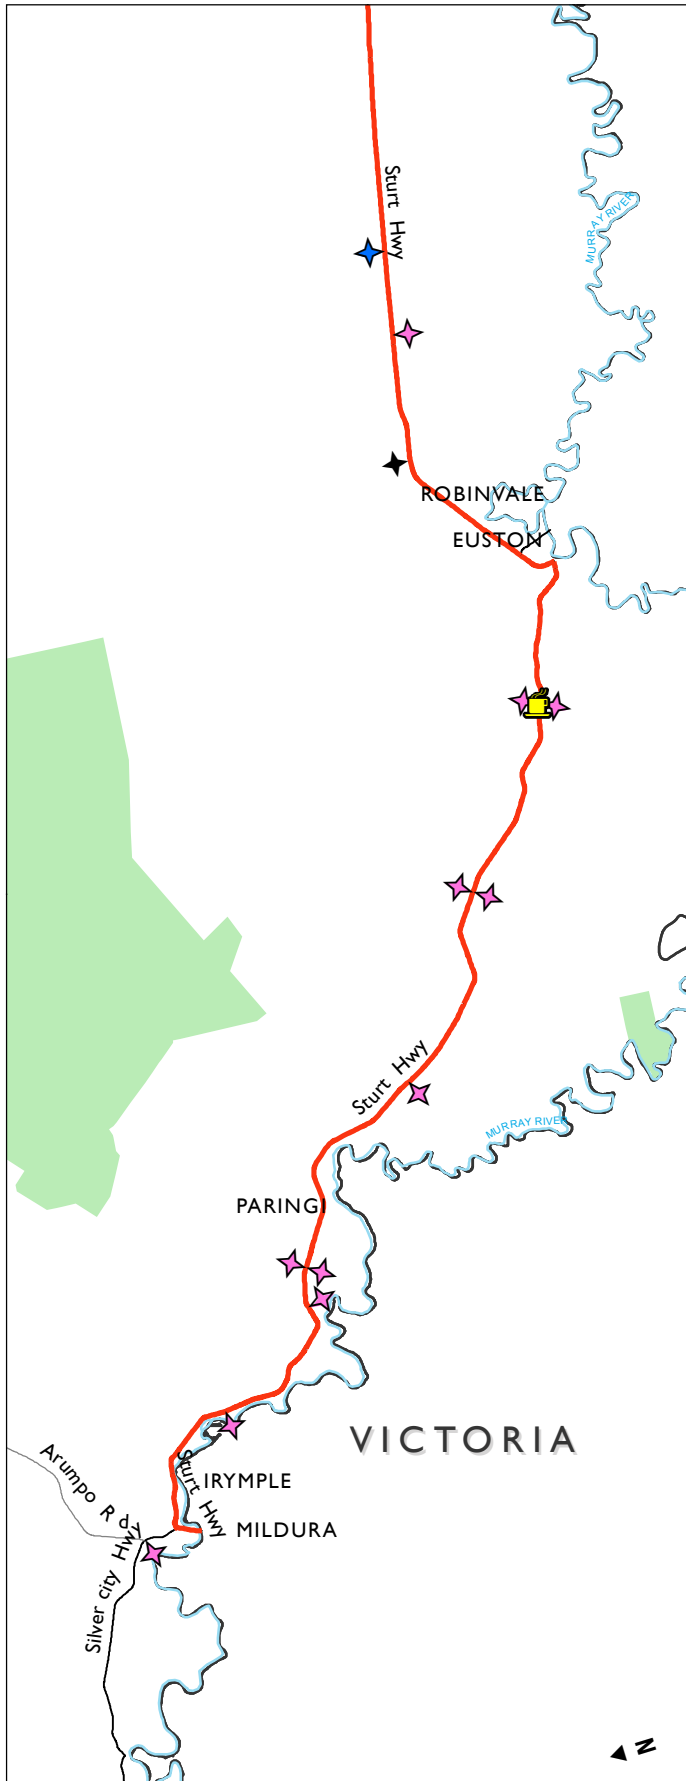 Sturt Hwy
MURRAY RIVER
ROBINVALE
EUSTON
Sturt Hwy
MURRAY RIVER
PARINGI
VICTORIA
Arumpo Rd
Sturt Hwy
IRYMPLE
MILDURA
Silver city Hwy
N